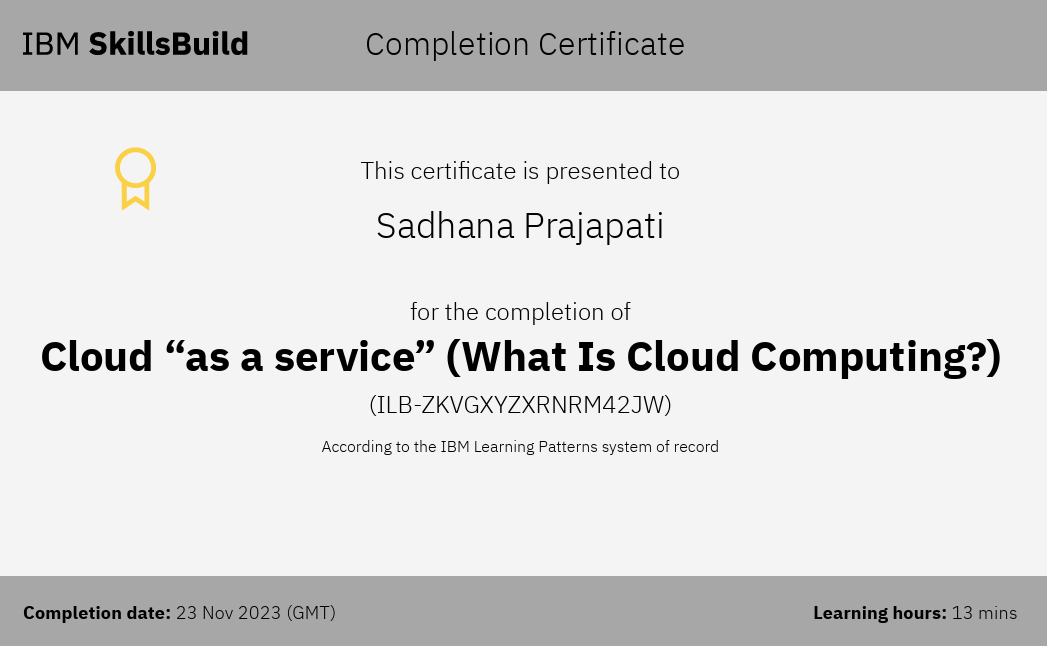 IBM SkillsBuild
Completion Certificate
This certificate is presented to
Sadhana Prajapati
for the completion of
Cloud “as a service” (What Is Cloud Computing?)
(ILB-ZKVGXYZXRNRM42JW)
According to the IBM Learning Patterns system of record
Completion date: 23 Nov 2023 (GMT)
Learning hours: 13 mins